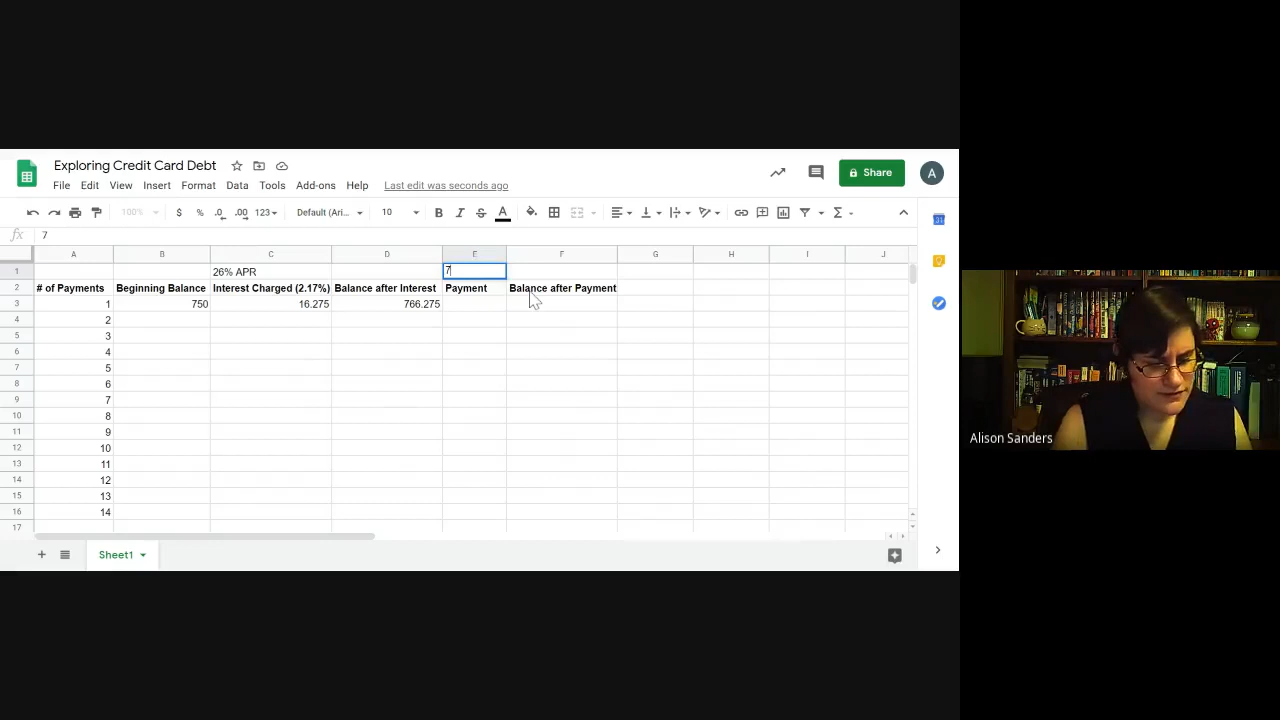 Exploring Credit Card Debt
File Edit View Insert Format Data Tools Add-ons Help Last edit was seconds ago
Share
A
100% $ % .0 .00 123 Default (Ari... 10 B I S A
fx 7
A B C D E F G H I J
1 26% APR 7
2 # of Payments Beginning Balance Interest Charged (2.17%) Balance after Interest Payment Balance after Payment
3 1 750 16.275 766.275
4 2
5 3
6 4
7 5
8 6
9 7
10 8
11 9
12 10
13 11
14 12
15 13
16 14
17
Sheet1
31
Alison Sanders